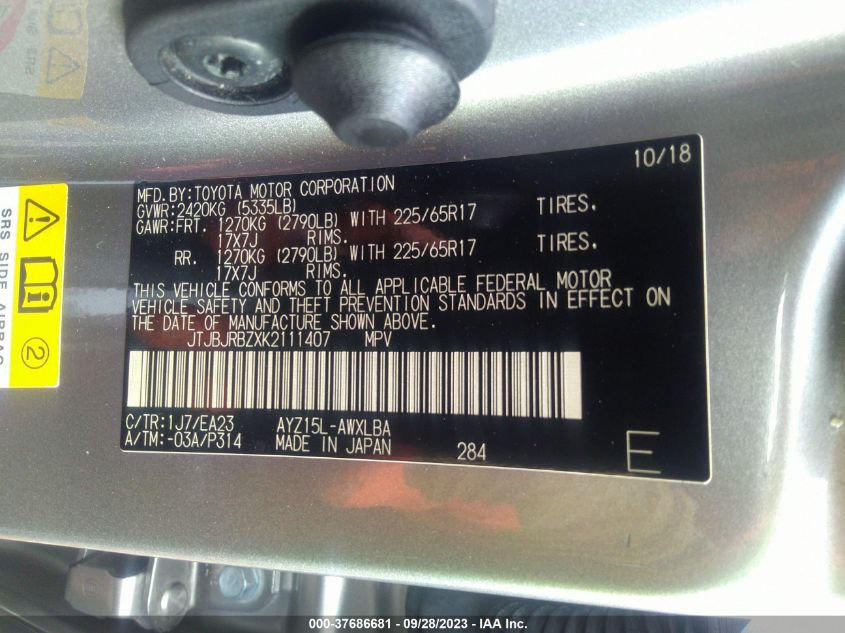 10/18
MFD.BY:TOYOTA MOTOR CORPORATION
GVWR:2420KG (5335LB)
GAWR:FRT. 1270KG (2790LB) WITH 225/65R17 TIRES.
17X7J RIMS.
RR. 1270KG (2790LB) WITH 225/65R17 TIRES.
17X7J RIMS.
THIS VEHICLE CONFORMS TO ALL APPLICABLE FEDERAL MOTOR
VEHICLE SAFETY AND THEFT PREVENTION STANDARDS IN EFFECT ON
THE DATE OF MANUFACTURE SHOWN ABOVE.
JTJBJRBZXK2111407 MPV
C/TR:1J7/EA23 AYZ15L-AWXLBA
A/TM:-03A/P314 MADE IN JAPAN 284 E
SRS SIDE AIRBAG
2
000-37686681 / 09/28/2023 - IAA Inc.